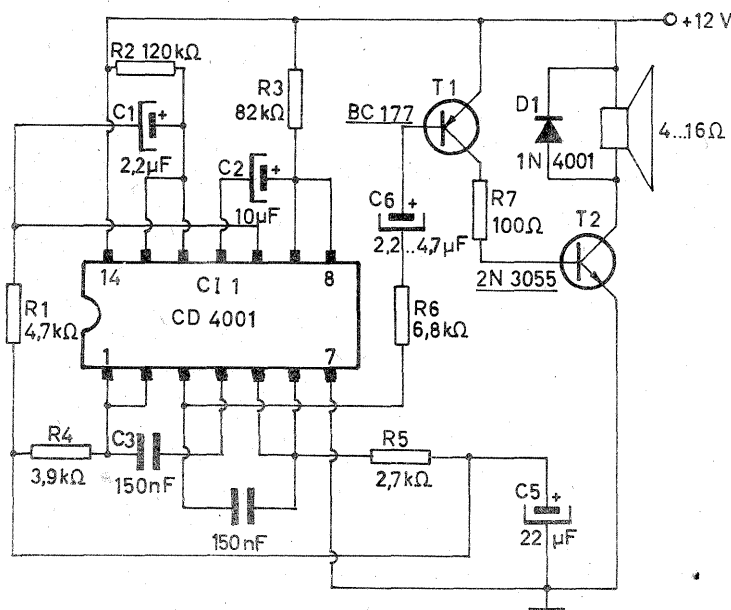 +12 V
R2 120kΩ
R3
82kΩ
T1
BC 177
D1
1N 4001
4..16Ω
C1
+
2,2µF
C2
+
10µF
C6
+
2,2..4,7µF
R7
100Ω
T2
2N 3055
14
8
CI 1
CD 4001
1
7
R1
4,7kΩ
R6
6,8kΩ
R4
3,9kΩ
C3
150nF
R5
2,7kΩ
150nF
C5
+
22 µF